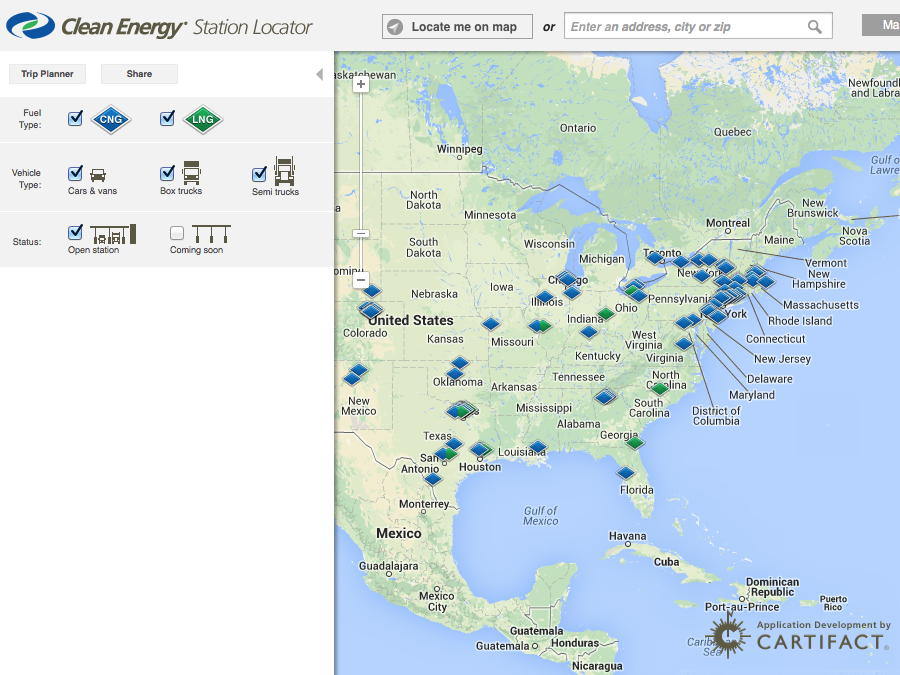 Clean Energy® Station Locator
Locate me on map
or
Enter an address, city or zip
Ma
Trip Planner
Share
Fuel
Type:
CNG
LNG
Vehicle
Type:
Cars & vans
Box trucks
Semi trucks
Status:
Open station
Coming soon
askatchewan
Newfound
and Labra
Ontario
Quebec
Winnipeg
Gulf of
Lawre
North
Dakota
Minnesota
New
Brunswick
Montreal
Nova
Scotia
Maine
South
Dakota
Wisconsin
Michigan
Toronto
Vermont
New
Hampshire
oming
Nebraska
Iowa
Chicago
Illinois
Ohio
Pennsylvania
New York
Massachusetts
Rhode Island
Connecticut
United States
Colorado
Kansas
Missouri
Indiana
West
Virginia
Virginia
Kentucky
New Jersey
Delaware
Maryland
District of
Columbia
Oklahoma
Arkansas
Tennessee
North
Carolina
New
Mexico
Mississippi
Alabama
South
Carolina
Georgia
Texas
San
Antonio
Houston
Louisiana
Florida
Monterrey
Gulf of
Mexico
Mexico
Havana
Cuba
Guadalajara
Mexico
City
Dominican
Republic
Port-au-Prince
Puerto
Rico
Guatemala
Guatemala
Honduras
Nicaragua
Sea
Application Development by
CARTIFACT®